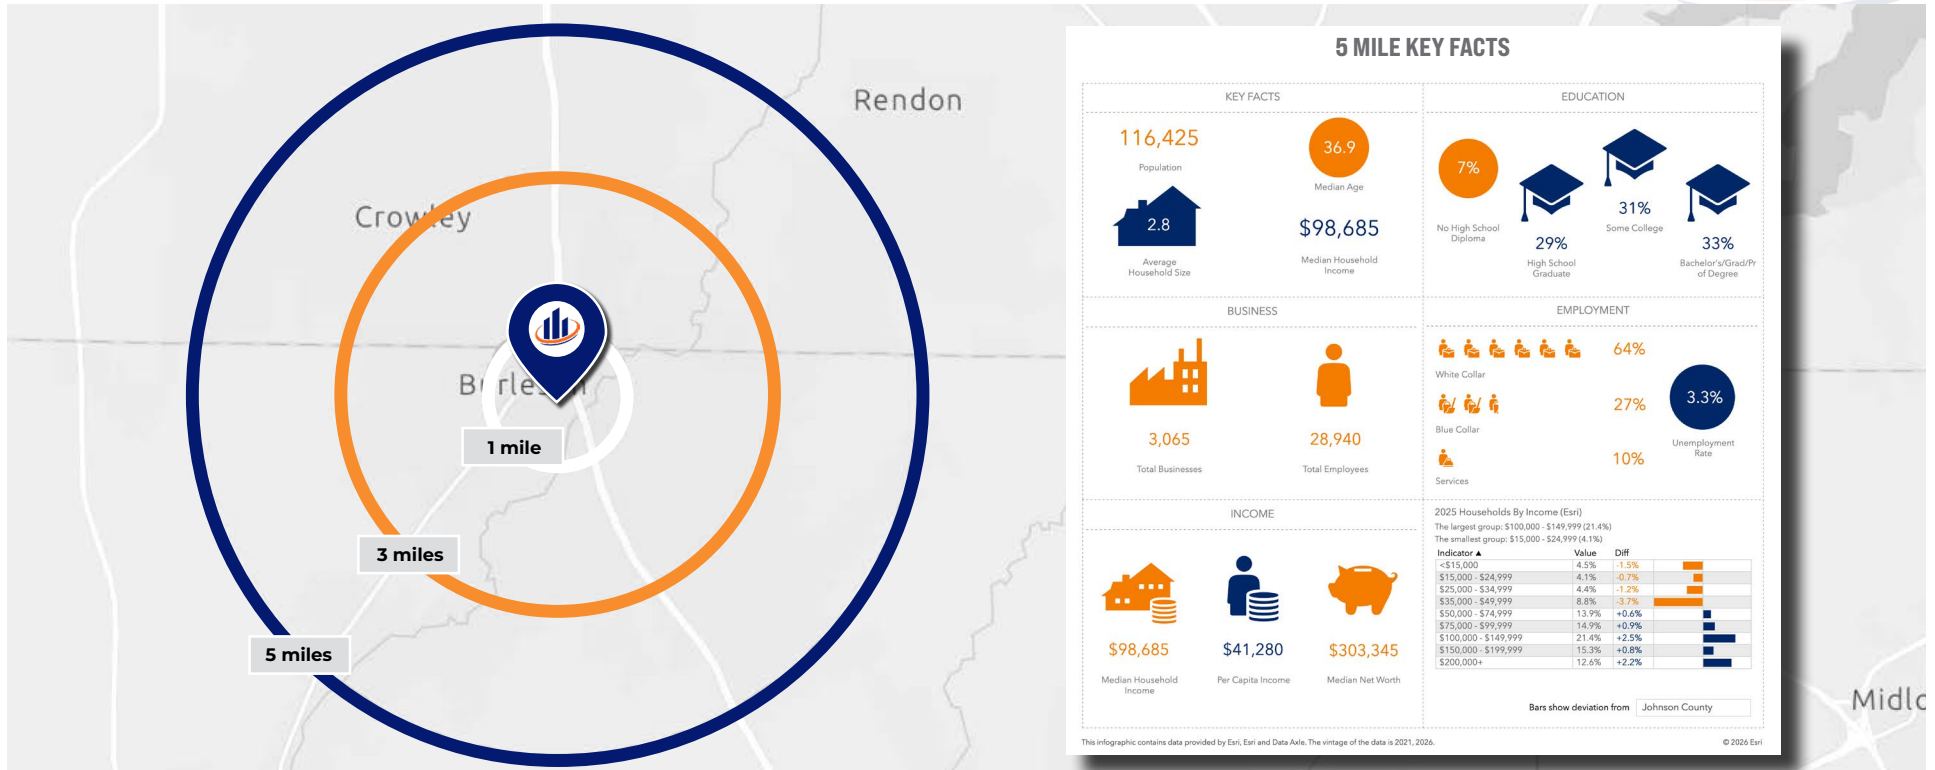 Rendon
Crowley
1 mile
3 miles
5 miles
5 MILE KEY FACTS
KEY FACTS
116,425
Population
36.9
Median Age
2.8
Average
Household Size
$98,685
Median Household
Income
EDUCATION
7%
No High School
Diploma
29%
High School
Graduate
31%
Some College
33%
Bachelor's/Grad/Pr
of Degree
BUSINESS
3,065
Total Businesses
28,940
Total Employees
EMPLOYMENT
64%
White Collar
27%
Blue Collar
10%
Services
3.3%
Unemployment
Rate
INCOME
$98,685
Median Household
Income
$41,280
Per Capita Income
$303,345
Median Net Worth
2025 Households By Income (Esri)
The largest group: $100,000 - $149,999 (21.4%)
The smallest group: $15,000 - $24,999 (4.1%)
Indicator ▲ Value Diff
<$15,000 4.5% -1.5%
$15,000 - $24,999 4.1% -0.7%
$25,000 - $34,999 4.4% -1.2%
$35,000 - $49,999 8.8% -3.7%
$50,000 - $74,999 13.9% +0.6%
$75,000 - $99,999 14.9% +0.9%
$100,000 - $149,999 21.4% +2.5%
$150,000 - $199,999 15.3% +0.8%
$200,000+ 12.6% +2.2%
Bars show deviation from Johnson County
This infographic contains data provided by Esri, Esri and Data Axle. The vintage of the data is 2021, 2026.
© 2026 Esri
Midlo